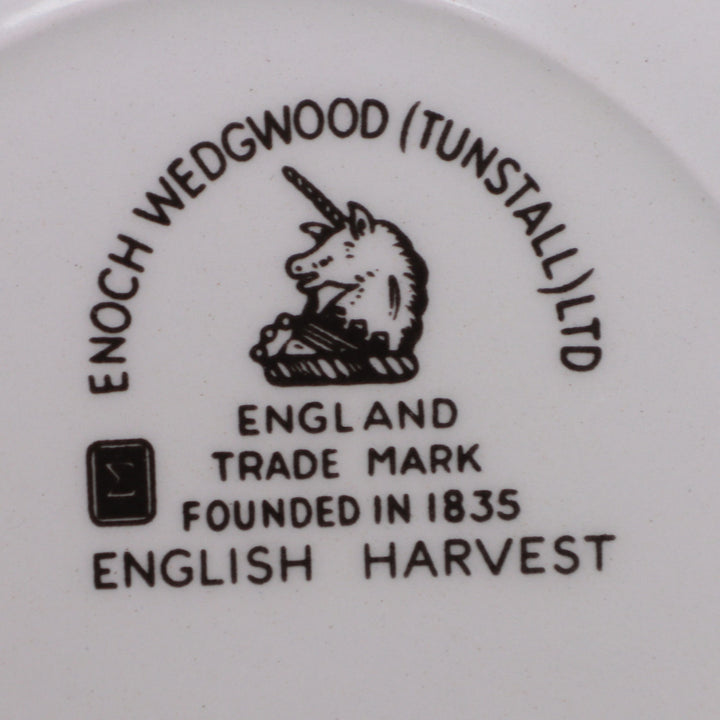 ENOCH WEDGWOOD (TUNSTALL) LTD
ENGLAND
TRADE MARK
FOUNDED IN 1835
Σ
ENGLISH HARVEST